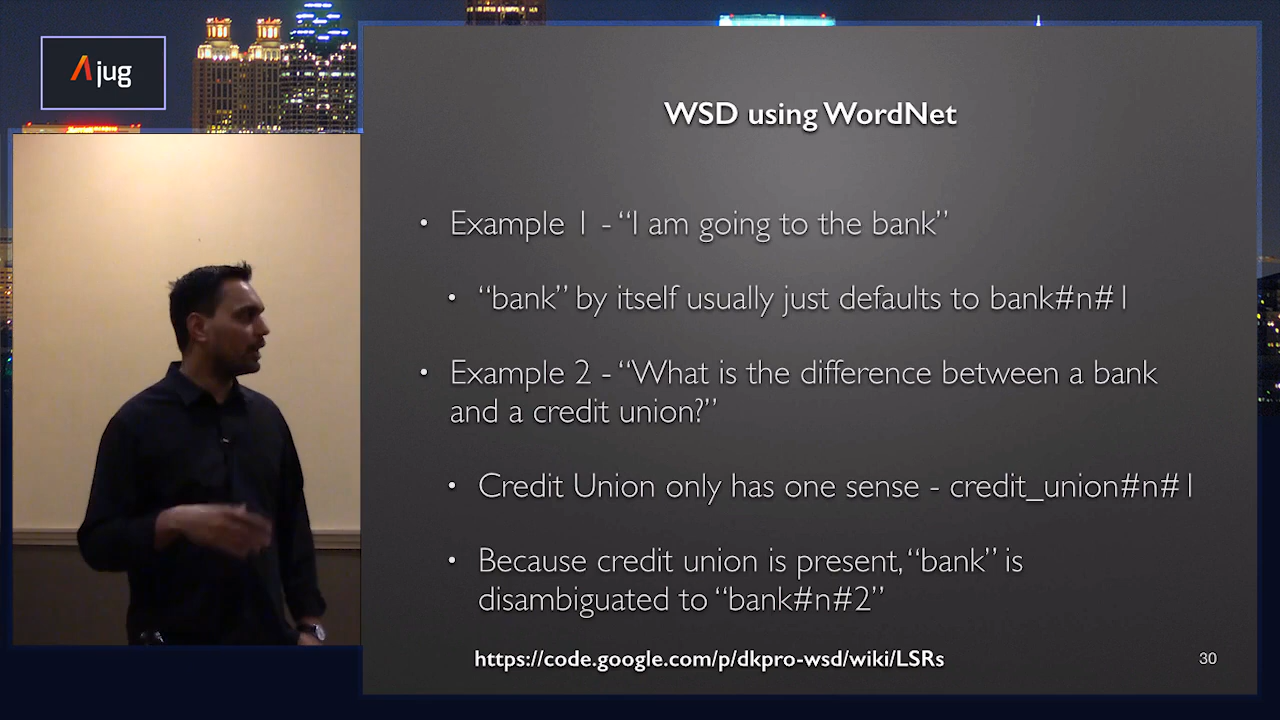 jug
WSD using WordNet
• Example 1 - “I am going to the bank”
• “bank” by itself usually just defaults to bank#n#1
• Example 2 - “What is the difference between a bank
and a credit union?”
• Credit Union only has one sense - credit_union#n#1
• Because credit union is present, “bank” is
disambiguated to “bank#n#2”
https://code.google.com/p/dkpro-wsd/wiki/LSRs
30